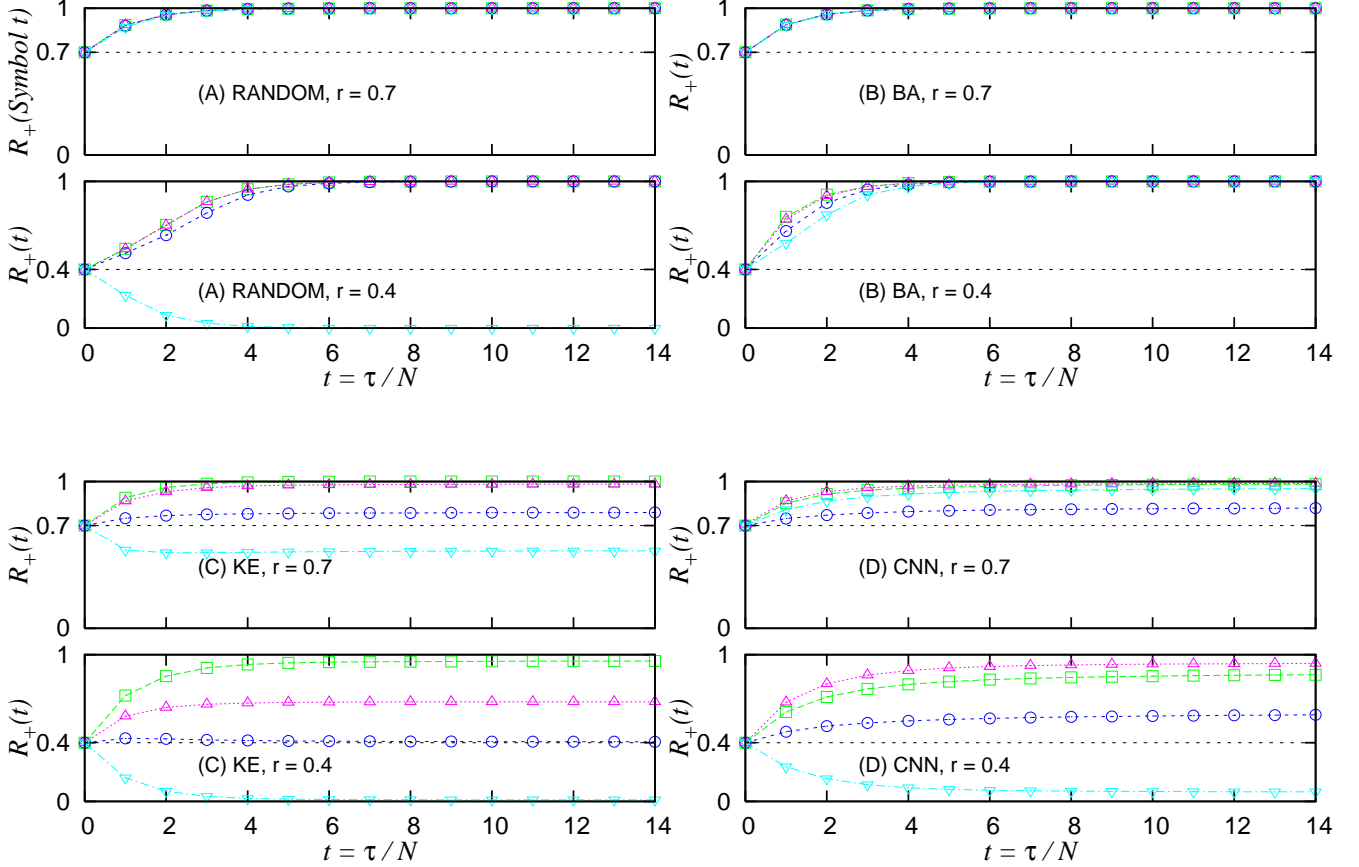 R+(Symbol t)
1
0.7
0
(A) RANDOM, r = 0.7
R+(t)
1
0.7
0
(B) BA, r = 0.7
R+(t)
1
0.4
0
(A) RANDOM, r = 0.4
0 2 4 6 8 10 12 14
t = τ / N
R+(t)
1
0.4
0
(B) BA, r = 0.4
0 2 4 6 8 10 12 14
t = τ / N
R+(t)
1
0.7
0
(C) KE, r = 0.7
R+(t)
1
0.7
0
(D) CNN, r = 0.7
R+(t)
1
0.4
0
(C) KE, r = 0.4
0 2 4 6 8 10 12 14
t = τ / N
R+(t)
1
0.4
0
(D) CNN, r = 0.4
0 2 4 6 8 10 12 14
t = τ / N